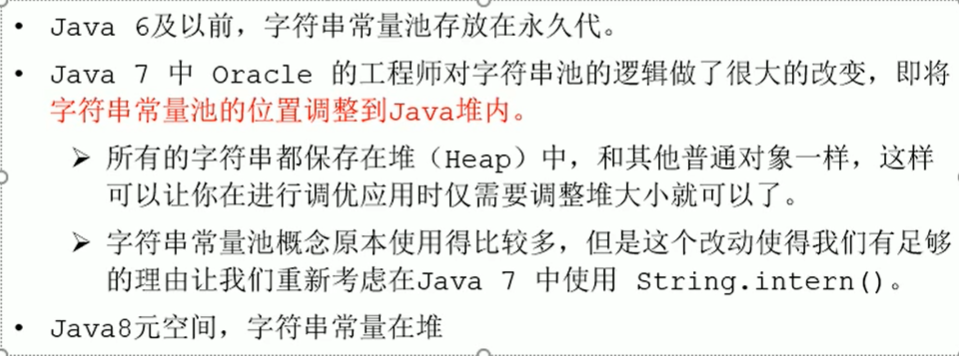 • Java 6及以前，字符串常量池存放在永久代。
• Java 7 中 Oracle 的工程师对字符串池的逻辑做了很大的改变，即将
字符串常量池的位置调整到Java堆内。
➢ 所有的字符串都保存在堆（Heap）中，和其他普通对象一样，这样
可以让你在进行调优应用时仅需要调整堆大小就可以了。
➢ 字符串常量池概念原本使用得比较多，但是这个改动使得我们有足够
的理由让我们重新考虑在Java 7 中使用 String.intern()。
• Java8元空间，字符串常量在堆